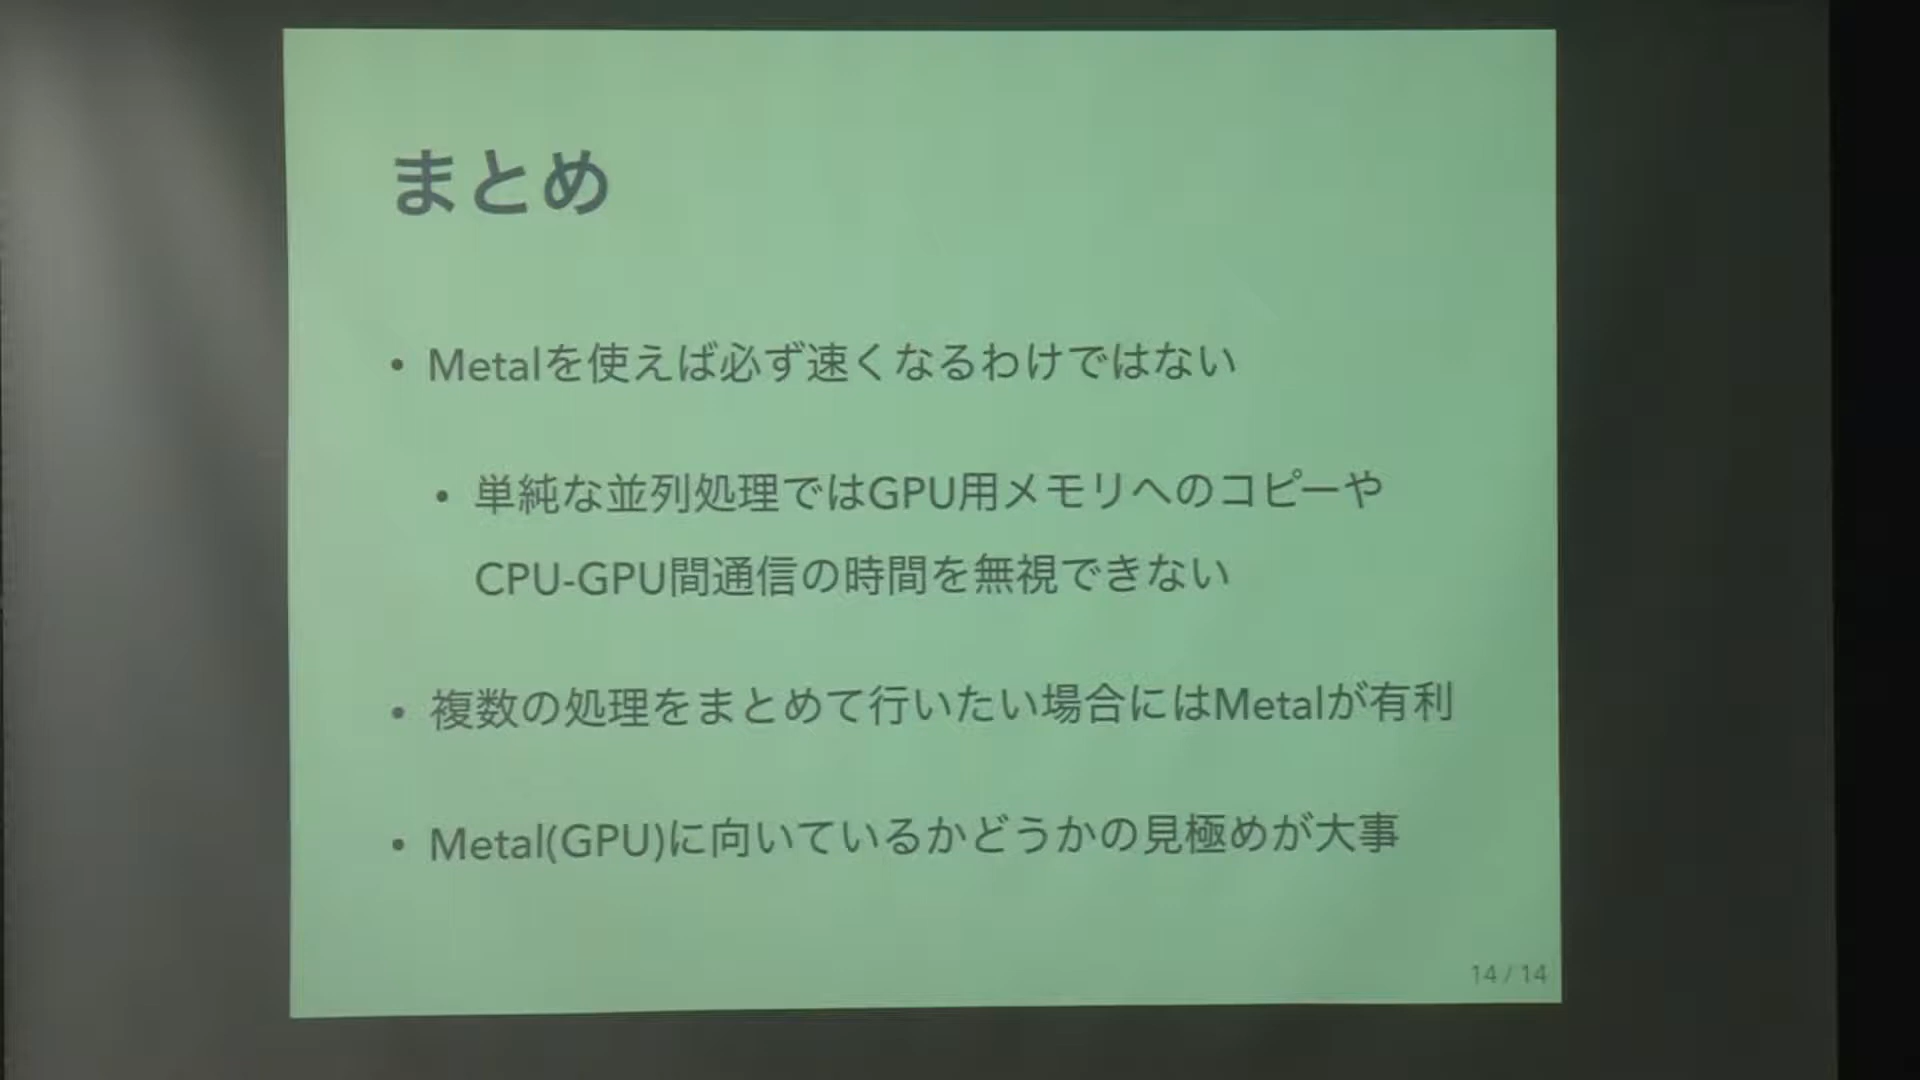 まとめ
• Metalを使えば必ず速くなるわけではない
• 単純な並列処理ではGPU用メモリへのコピーや
CPU-GPU間通信の時間を無視できない
• 複数の処理をまとめて行いたい場合にはMetalが有利
• Metal(GPU)に向いているかどうかの見極めが大事
14 / 14